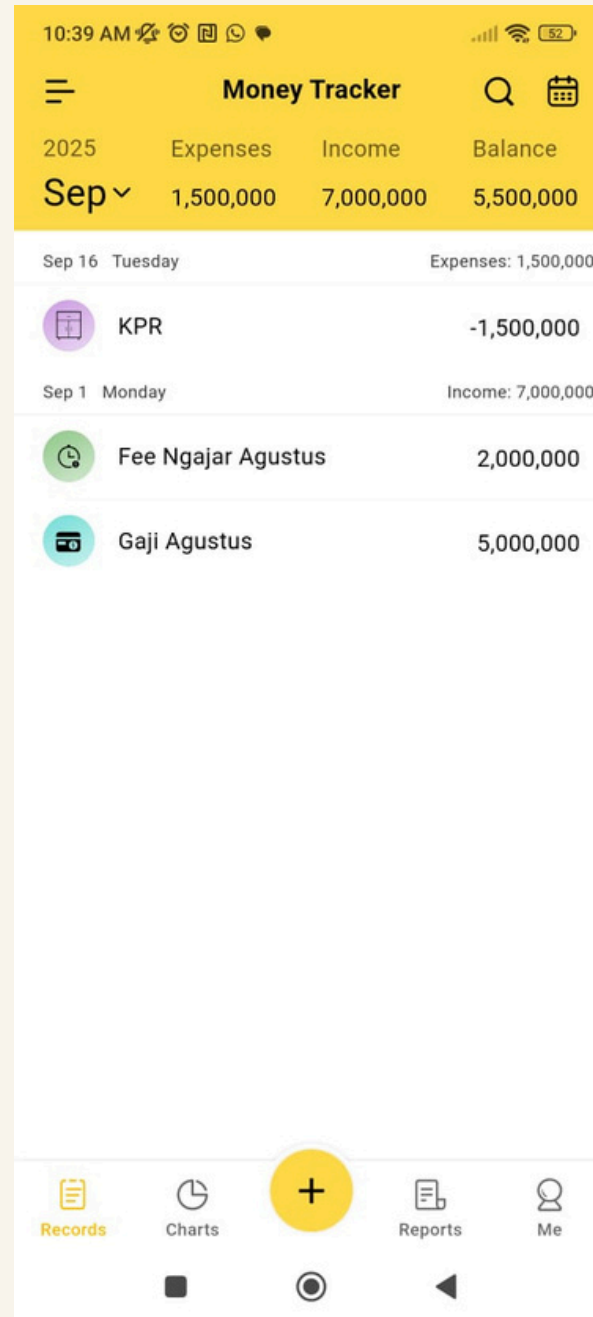 10:39 AM
52
Money Tracker
2025 Expenses Income Balance
Sep 1,500,000 7,000,000 5,500,000
Sep 16 Tuesday Expenses: 1,500,000
KPR -1,500,000
Sep 1 Monday Income: 7,000,000
Fee Ngajar Agustus 2,000,000
Gaji Agustus 5,000,000
Records Charts + Reports Me